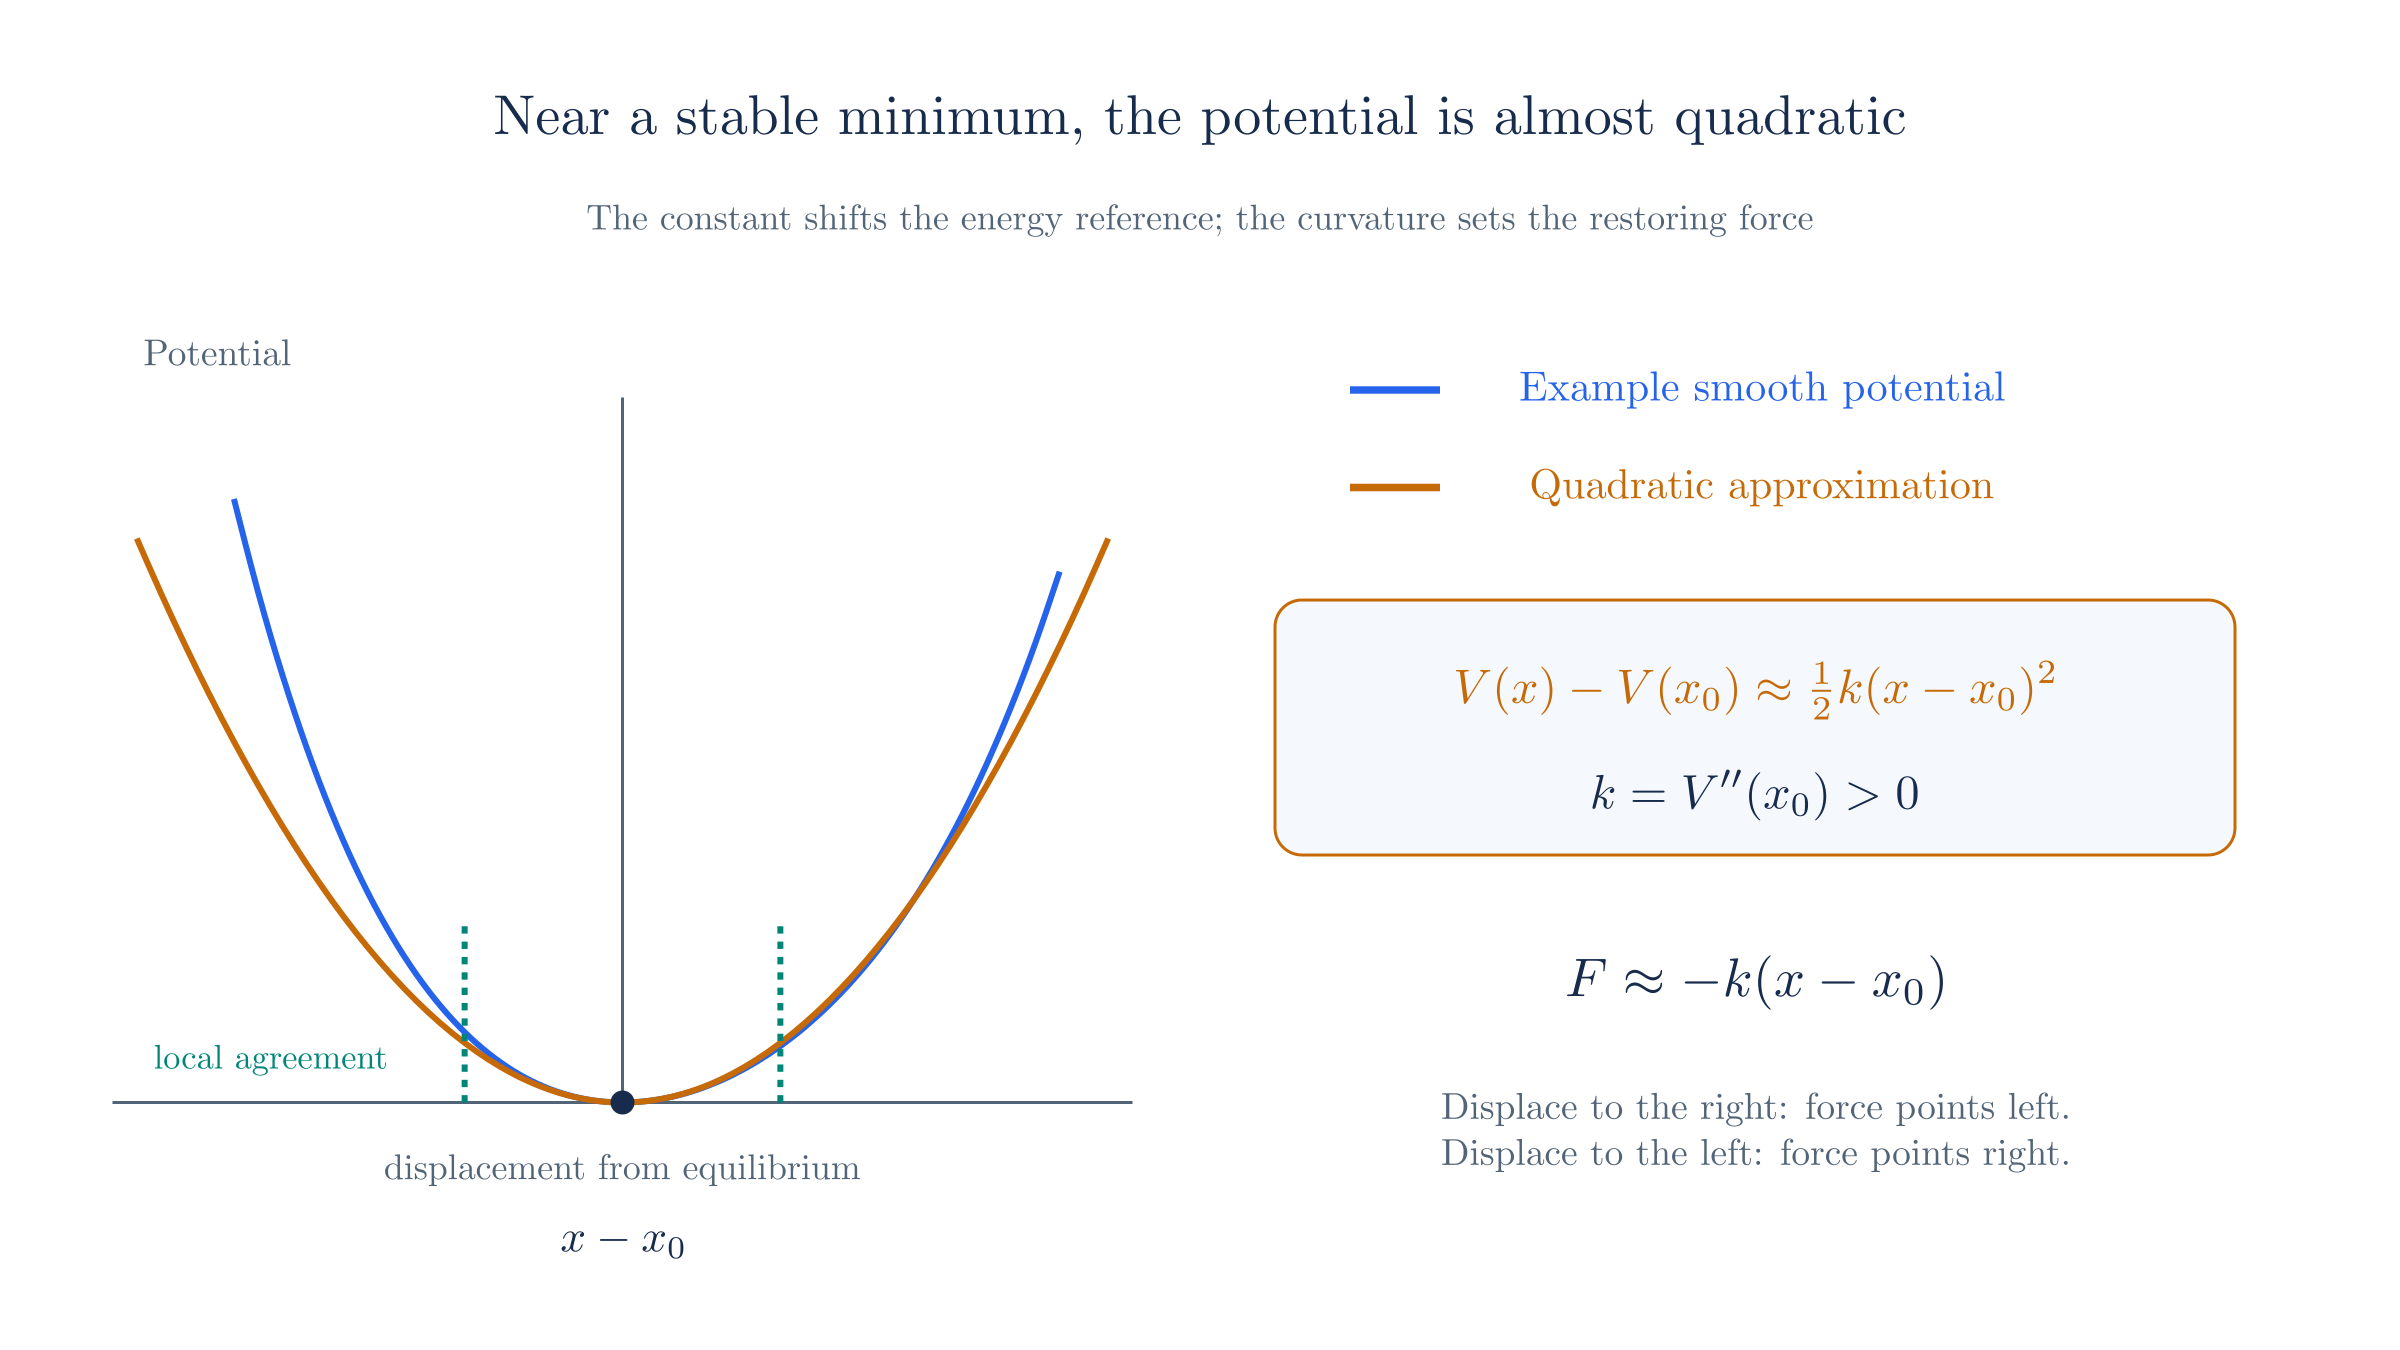 Near a stable minimum, the potential is almost quadratic
The constant shifts the energy reference; the curvature sets the restoring force
Potential
local agreement
displacement from equilibrium
x − x₀
Example smooth potential
Quadratic approximation
V(x) − V(x₀) ≈ ½k(x − x₀)²
k = V″(x₀) > 0
F ≈ −k(x − x₀)
Displace to the right: force points left.
Displace to the left: force points right.